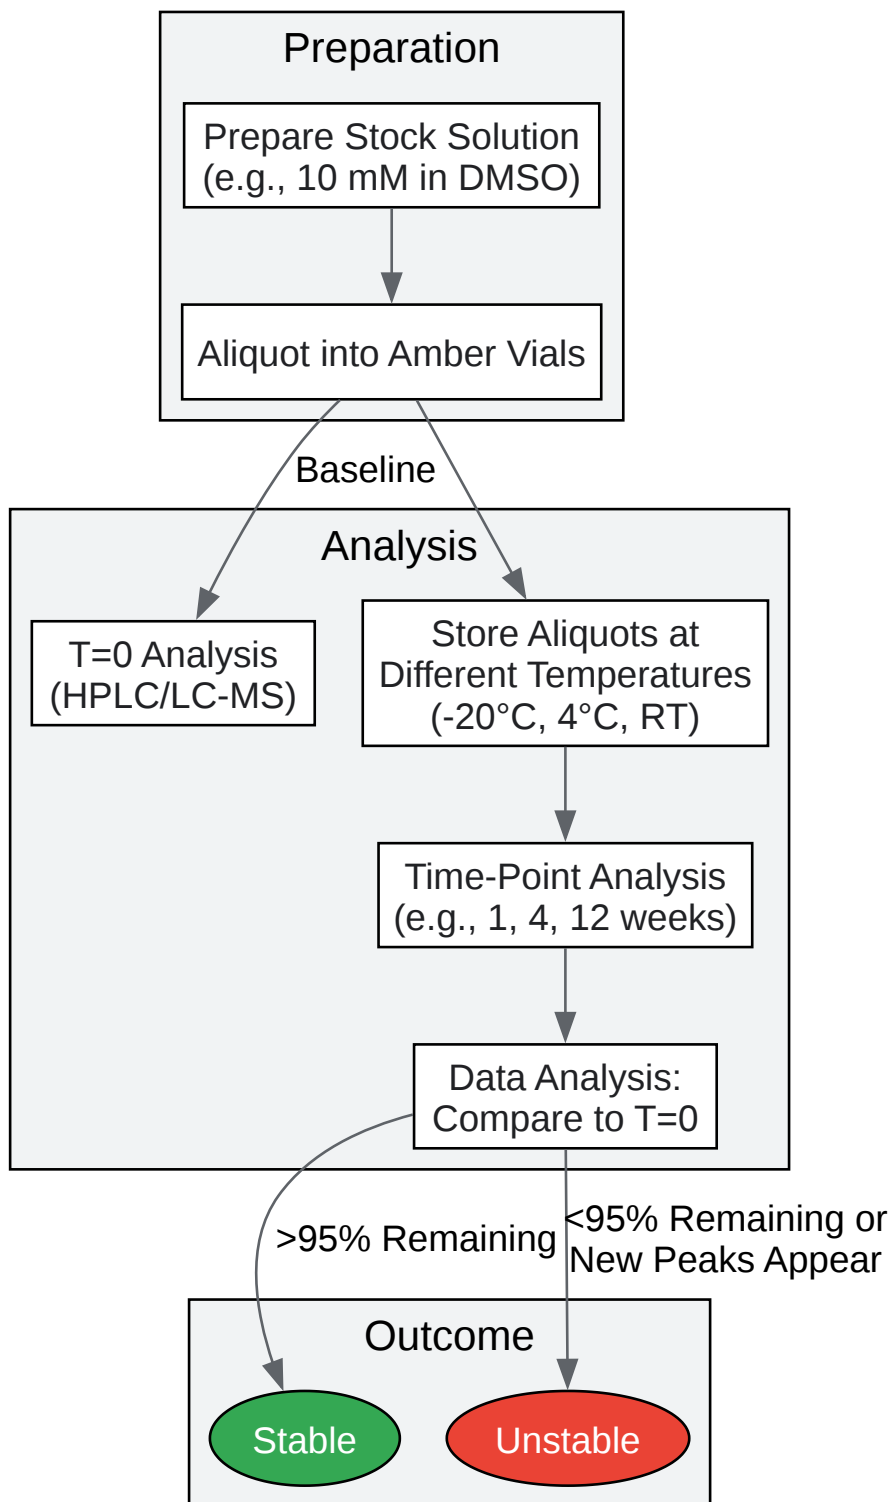 Preparation
Prepare Stock Solution
(e.g., 10 mM in DMSO)
Aliquot into Amber Vials
Baseline
Analysis
T=0 Analysis
(HPLC/LC-MS)
Store Aliquots at
Different Temperatures
(-20°C, 4°C, RT)
Time-Point Analysis
(e.g., 1, 4, 12 weeks)
Data Analysis:
Compare to T=0
>95% Remaining
<95% Remaining or
New Peaks Appear
Outcome
Stable
Unstable